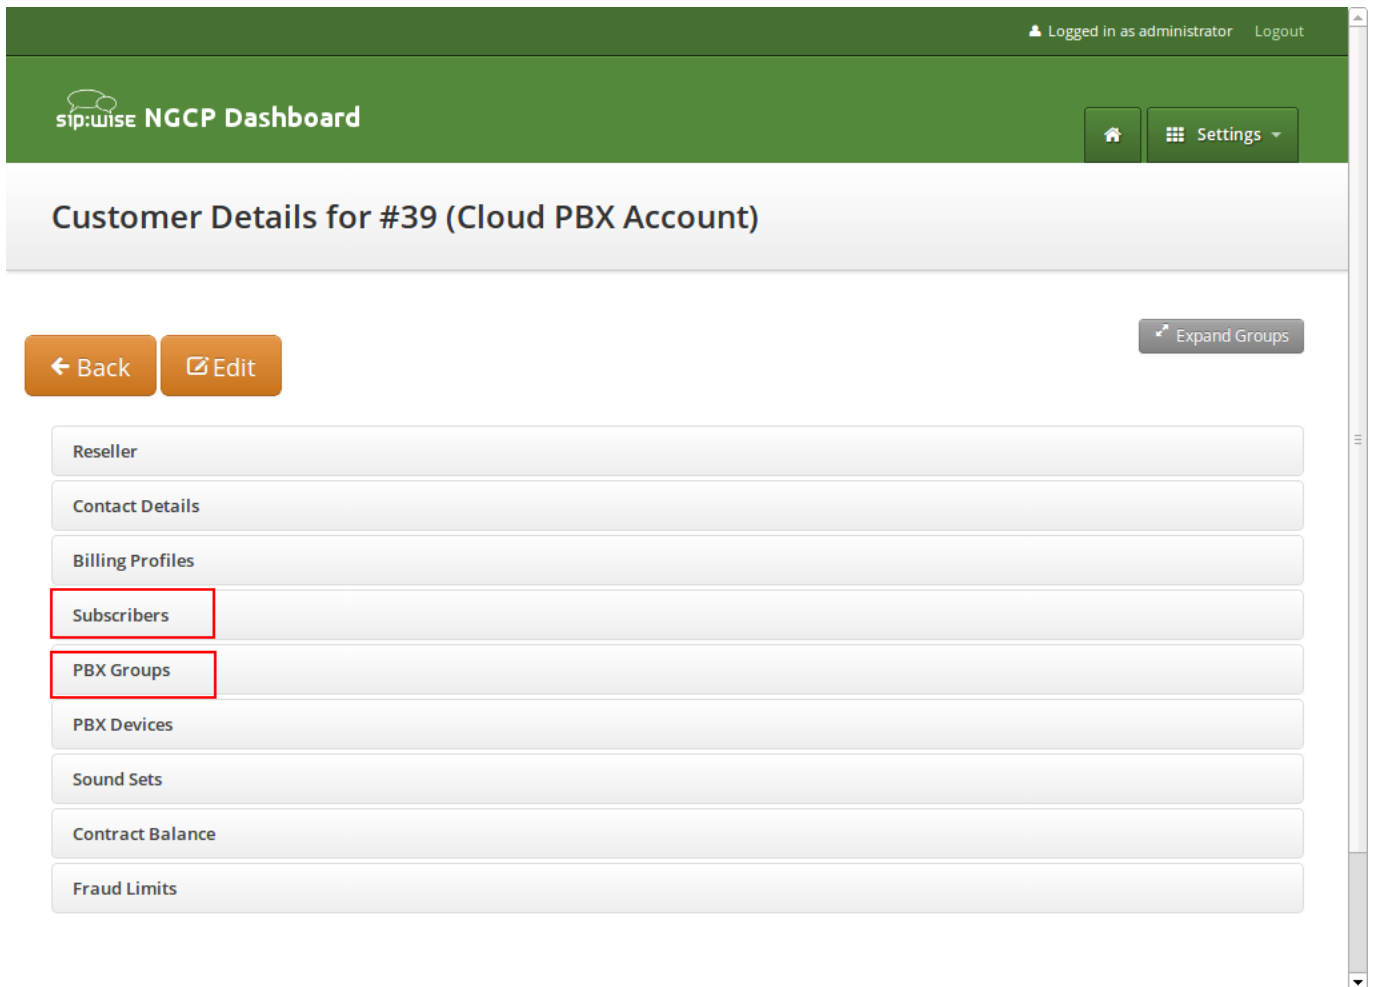 Logged in as administrator Logout
sip:wise NGCP Dashboard
Settings
Customer Details for #39 (Cloud PBX Account)
Expand Groups
Back Edit
Reseller
Contact Details
Billing Profiles
Subscribers
PBX Groups
PBX Devices
Sound Sets
Contract Balance
Fraud Limits